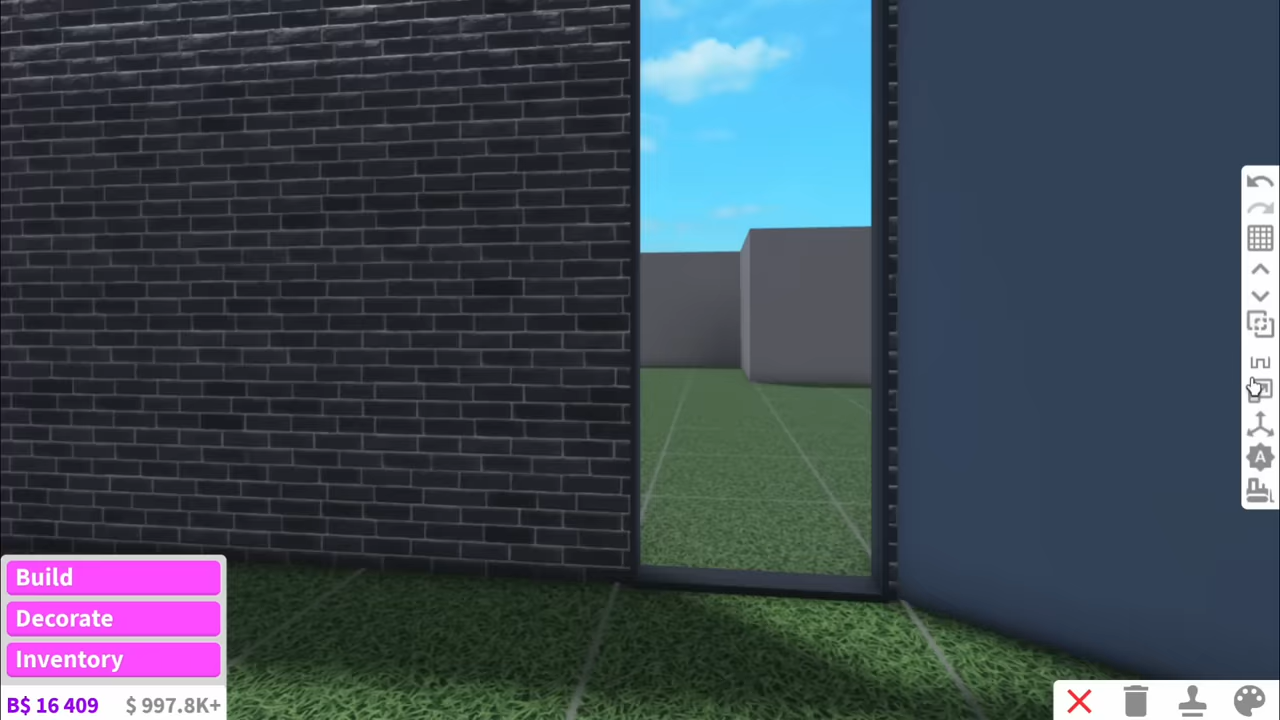 Build
Decorate
Inventory
B$ 16 409 $ 997.8K+
A